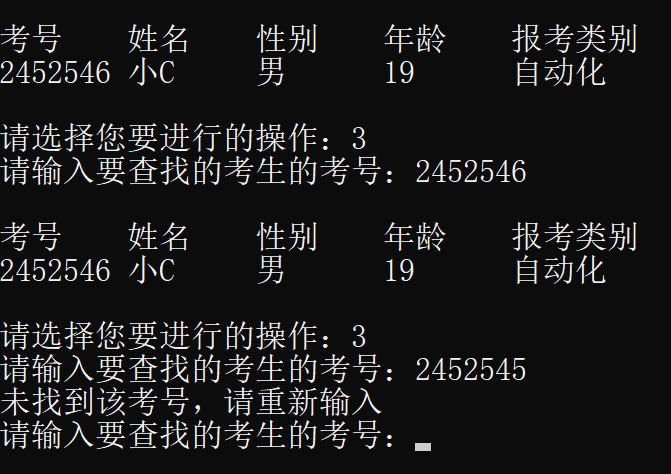 考号 姓名 性别 年龄 报考类别
2452546 小C 男 19 自动化
请选择您要进行的操作：3
请输入要查找的考生的考号：2452546
考号 姓名 性别 年龄 报考类别
2452546 小C 男 19 自动化
请选择您要进行的操作：3
请输入要查找的考生的考号：2452545
未找到该考号，请重新输入
请输入要查找的考生的考号：